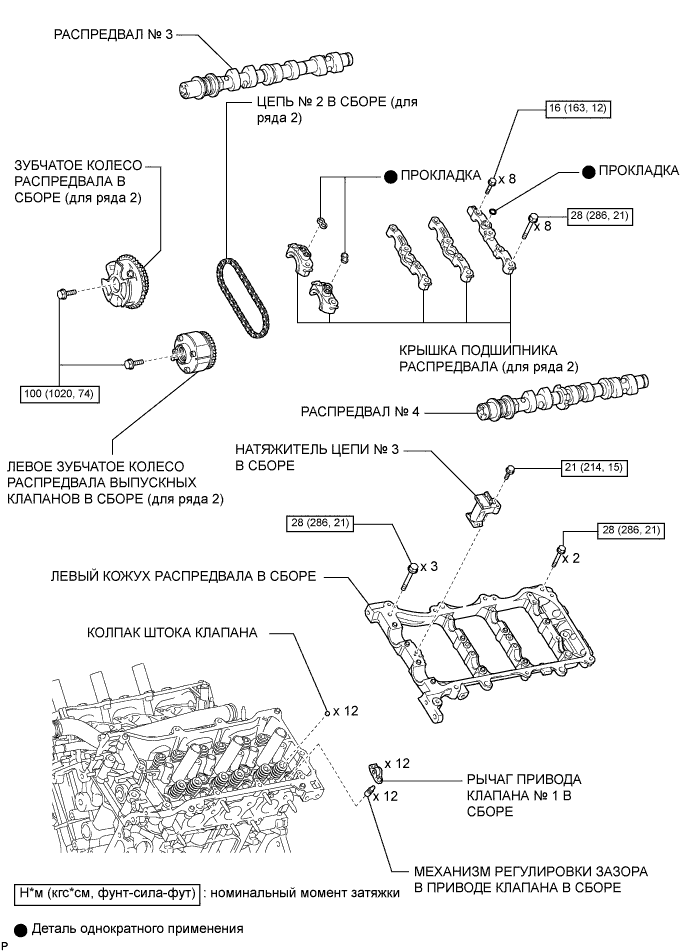 РАСПРЕДВАЛ № 3
ЦЕПЬ № 2 В СБОРЕ (для
ряда 2)
16 (163, 12)
ЗУБЧАТОЕ КОЛЕСО
РАСПРЕДВАЛА В
СБОРЕ (для ряда 2)
ПРОКЛАДКА
x 8
ПРОКЛАДКА
28 (286, 21)
x 8
100 (1020, 74)
КРЫШКА ПОДШИПНИКА
РАСПРЕДВАЛА (для ряда 2)
РАСПРЕДВАЛ № 4
ЛЕВОЕ ЗУБЧАТОЕ КОЛЕСО
РАСПРЕДВАЛА ВЫПУСКНЫХ
КЛАПАНОВ В СБОРЕ (для ряда 2)
НАТЯЖИТЕЛЬ ЦЕПИ № 3
В СБОРЕ
21 (214, 15)
28 (286, 21)
28 (286, 21)
x 3
x 2
ЛЕВЫЙ КОЖУХ РАСПРЕДВАЛА В СБОРЕ
КОЛПАК ШТОКА КЛАПАНА
x 12
x 12
x 12
РЫЧАГ ПРИВОДА
КЛАПАНА № 1 В
СБОРЕ
МЕХАНИЗМ РЕГУЛИРОВКИ ЗАЗОРА
В ПРИВОДЕ КЛАПАНА В СБОРЕ
Н*м (кгс*см, фунт-сила-фут) : номинальный момент затяжки
Деталь однократного применения
P